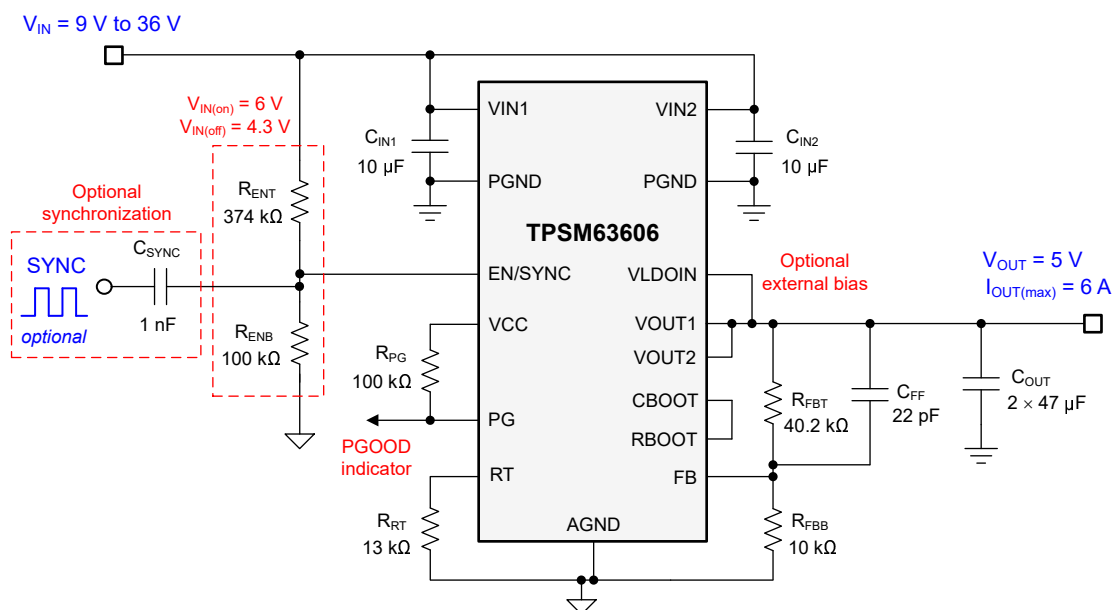 VIN = 9 V to 36 V
VIN(on) = 6 V
VIN(off) = 4.3 V
VIN1
VIN2
CIN1
10 µF
CIN2
10 µF
PGND
PGND
RENT
374 kΩ
Optional
synchronization
TPSM63606
CSYNC
SYNC
optional
1 nF
EN/SYNC
VLDOIN
Optional
external bias
VOUT = 5 V
IOUT(max) = 6 A
RENB
100 kΩ
VCC
VOUT1
VOUT2
RPG
100 kΩ
CBOOT
RBOOT
RFBT
40.2 kΩ
CFF
22 pF
COUT
2 × 47 µF
PG
PGOOD
indicator
RT
FB
RRT
13 kΩ
AGND
RFBB
10 kΩ